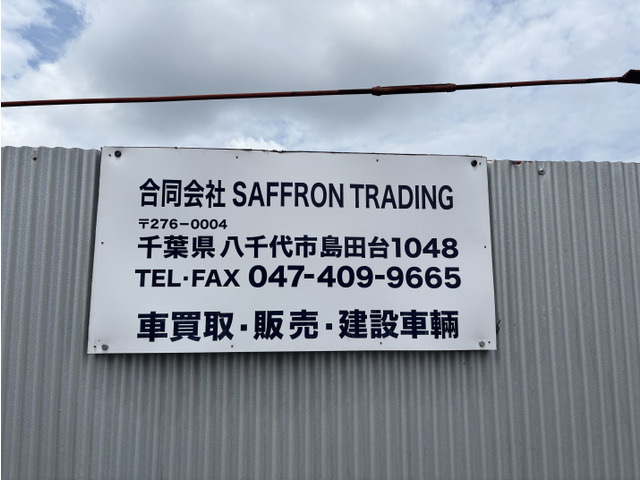 合同会社 SAFFRON TRADING
〒276-0004
千葉県八千代市島田台1048
TEL·FAX 047-409-9665
車買取·販売·建設車輛